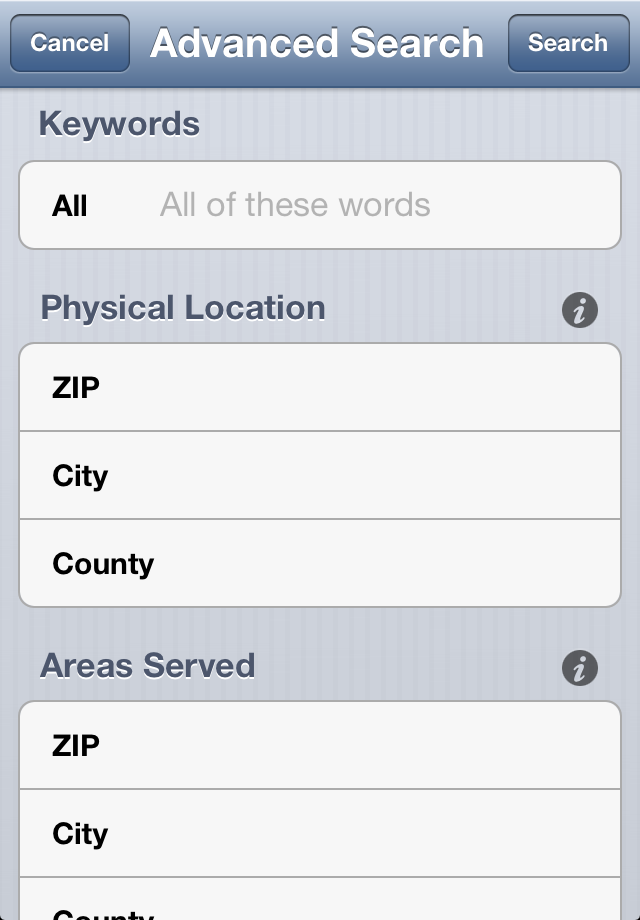 Cancel Advanced Search Search
Keywords
All All of these words
Physical Location
ZIP
City
County
Areas Served
ZIP
City
County